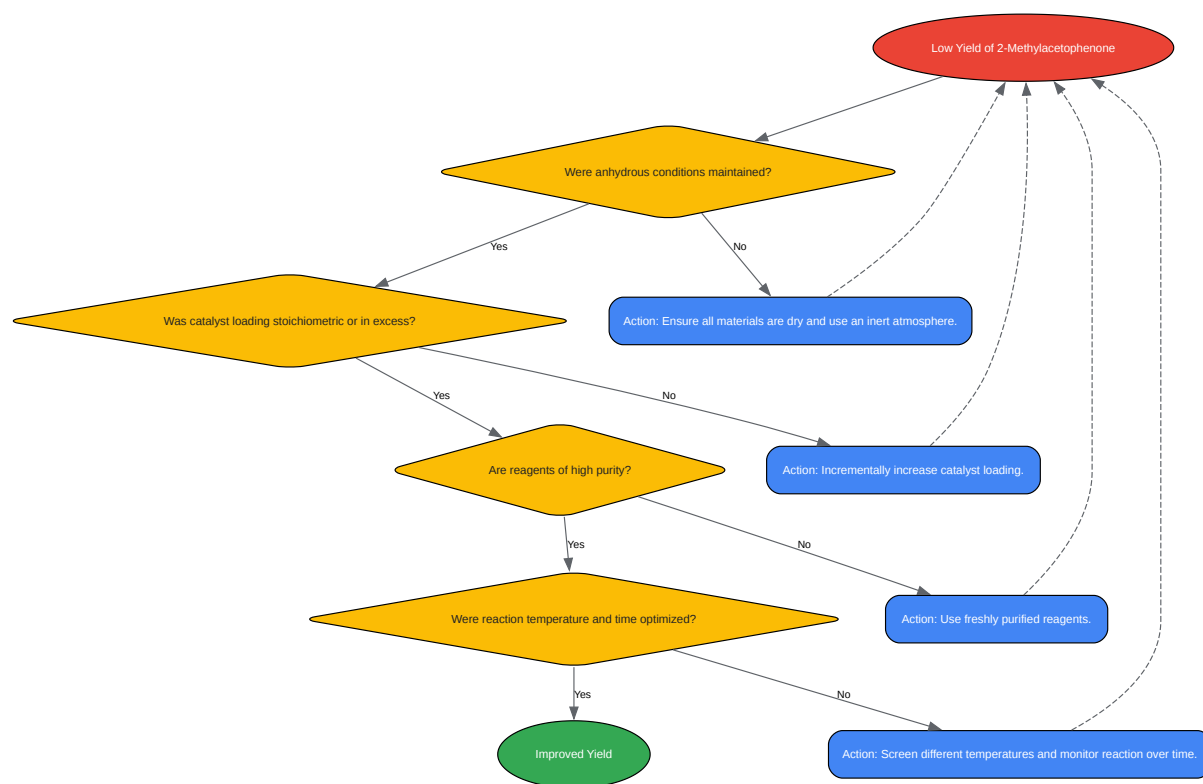 Low Yield of 2-Methylacetophenone
Were anhydrous conditions maintained?
Yes
No
Was catalyst loading stoichiometric or in excess?
Action: Ensure all materials are dry and use an inert atmosphere.
Yes
No
Are reagents of high purity?
Action: Incrementally increase catalyst loading.
Yes
No
Were reaction temperature and time optimized?
Action: Use freshly purified reagents.
Yes
No
Improved Yield
Action: Screen different temperatures and monitor reaction over time.